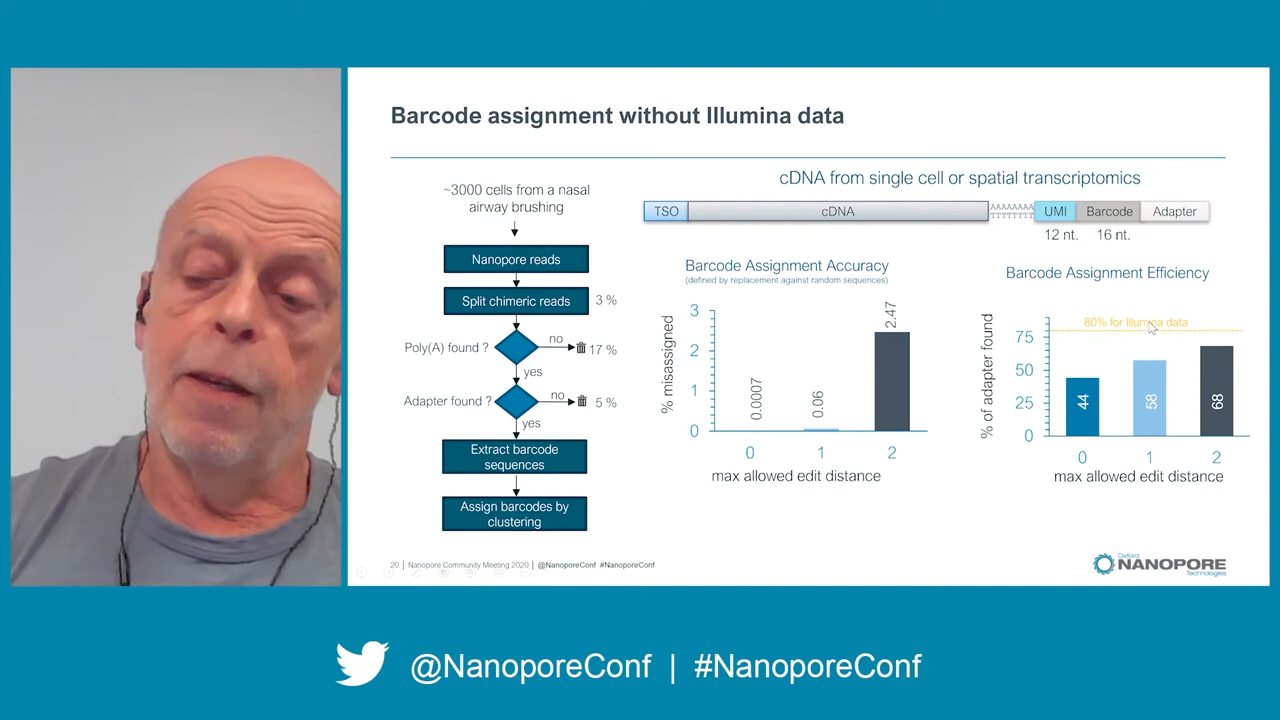 Barcode assignment without Illumina data
~3000 cells from a nasal
airway brushing
Nanopore reads
Split chimeric reads
3 %
Poly(A) found ?
no
17 %
yes
Adapter found ?
no
5 %
yes
Extract barcode
sequences
Assign barcodes by
clustering
cDNA from single cell or spatial transcriptomics
TSO
cDNA
AAAAAAAA
TTTTTTTT
UMI
Barcode
Adapter
12 nt.
16 nt.
Barcode Assignment Accuracy
(defined by replacement against random sequences)
% misassigned
3
2
1
0
0.0007
0.06
2.47
0
1
2
max allowed edit distance
Barcode Assignment Efficiency
% of adapter found
80% for Illumina data
75
50
25
0
44
58
68
0
1
2
max allowed edit distance
20 | Nanopore Community Meeting 2020 | @NanoporeConf #NanoporeConf
Oxford
NANOPORE
Technologies
@NanoporeConf | #NanoporeConf